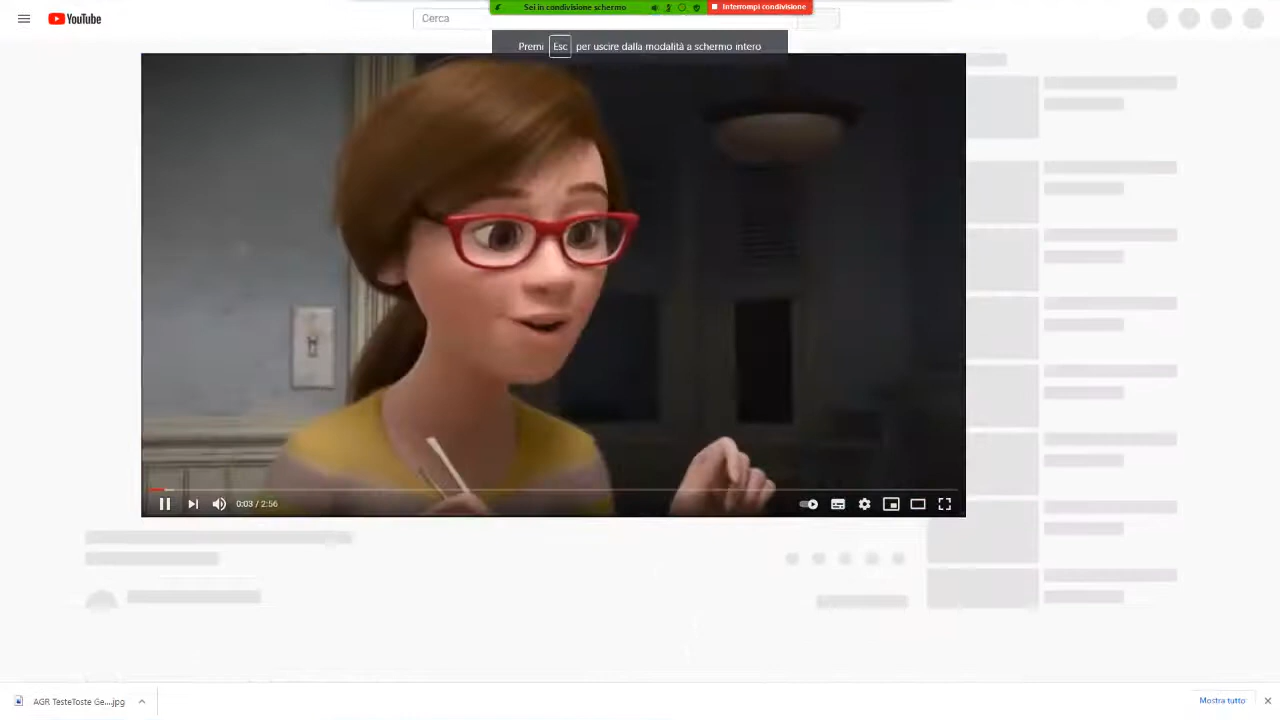 Sei in condivisione schermo
Interrompi condivisione
YouTube
Cerca
Premi Esc per uscire dalla modalità a schermo intero
0:03 / 2:56
AGR TesteToste Ge....jpg
Mostra tutto